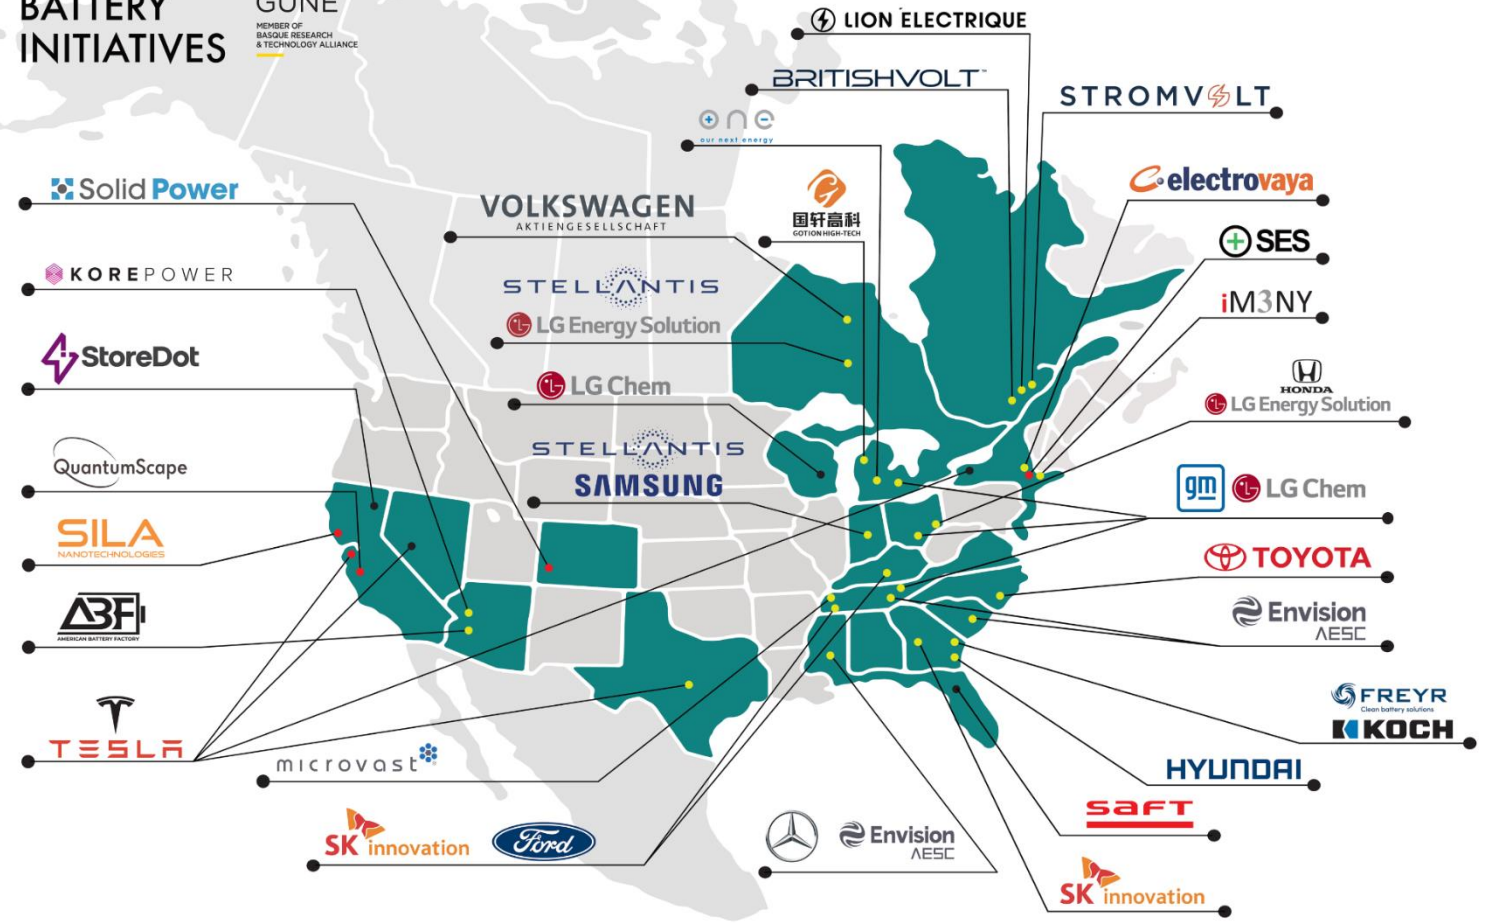 BATTERY
INITIATIVES
GUNE
MEMBER OF
BASQUE RESEARCH
& TECHNOLOGY ALLIANCE
LION ELECTRIQUE
BRITISHVOLT
STROMVOLT
one
our next energy
Solid Power
VOLKSWAGEN
AKTIENGESELLSCHAFT
国轩高科
GOTION HIGH-TECH
electrovaya
SES
KOREPOWER
STELLANTIS
LG Energy Solution
iM3NY
StoreDot
LG Chem
HONDA
LG Energy Solution
QuantumScape
STELLANTIS
SAMSUNG
gm LG Chem
SILA
NANOTECHNOLOGIES
TOYOTA
ABF
AMERICAN BATTERY FACTORY
Envision
AESC
TESLA
microvast
FREYR
Clean battery solutions
KOCH
HYUNDAI
saft
SK innovation
Ford
Envision
AESC
SK innovation